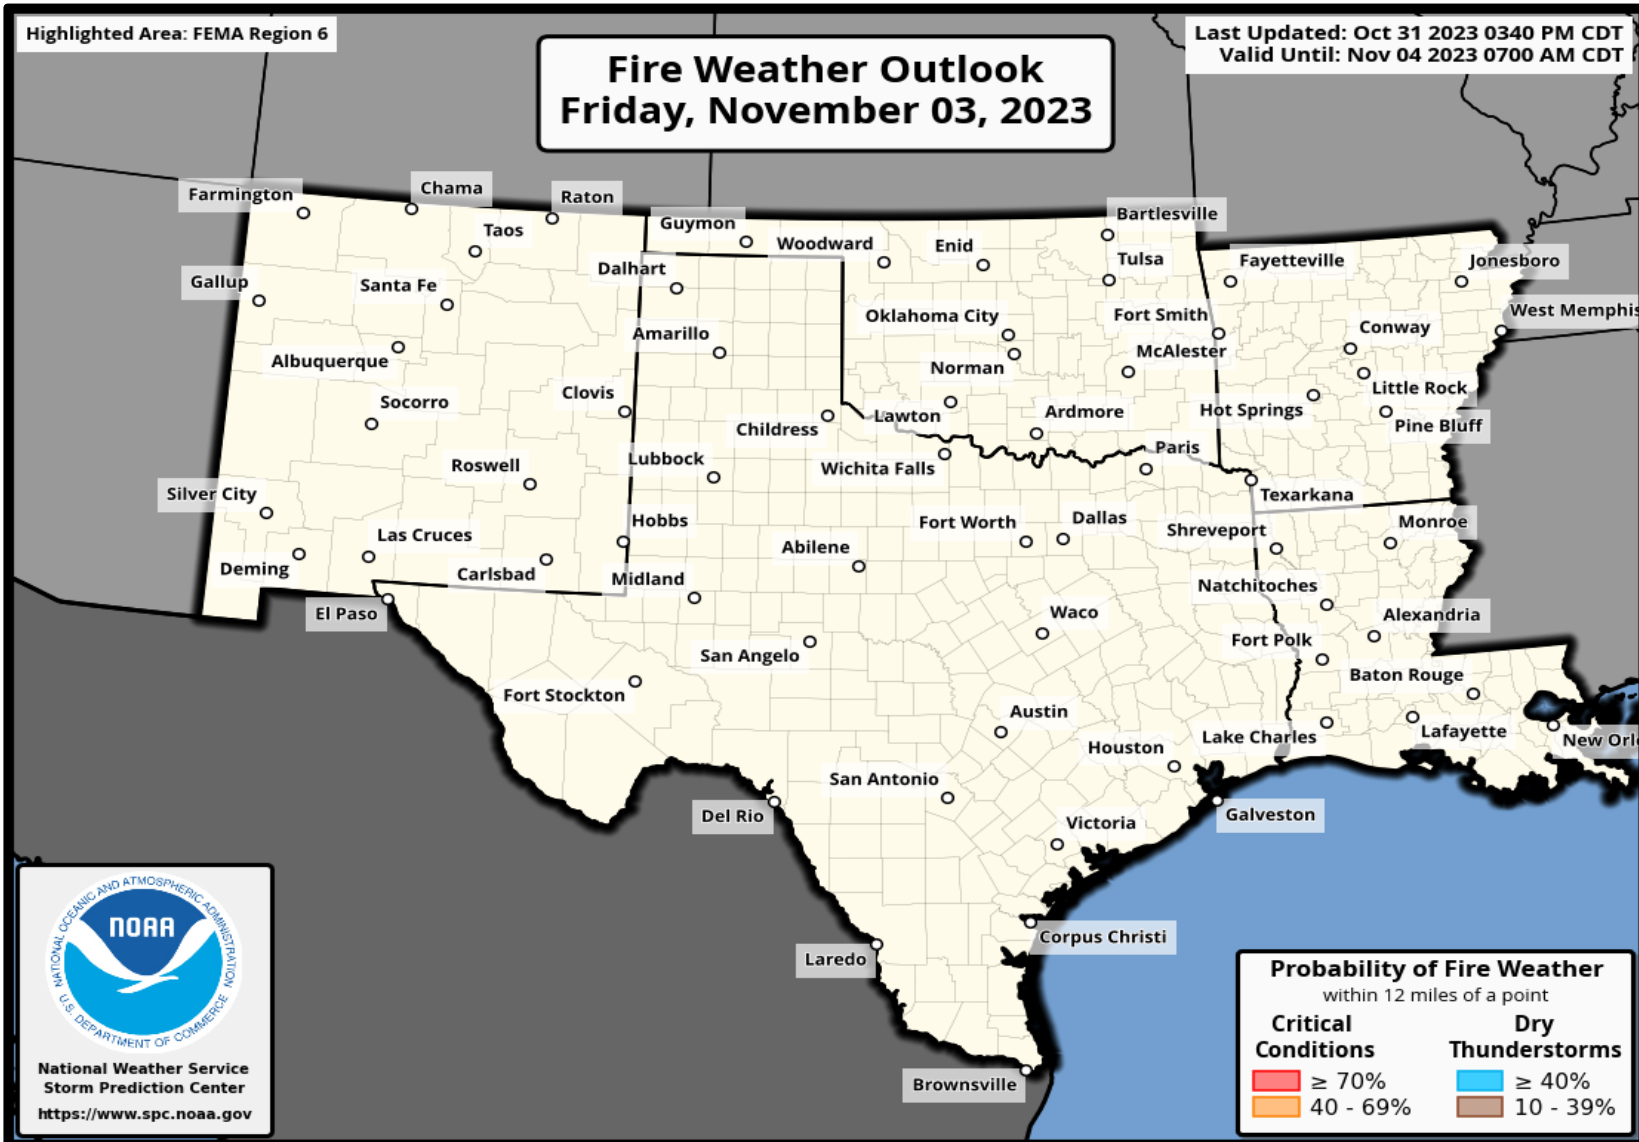 Highlighted Area: FEMA Region 6
Fire Weather Outlook
Friday, November 03, 2023
Last Updated: Oct 31 2023 0340 PM CDT
Valid Until: Nov 04 2023 0700 AM CDT
Farmington
Chama
Raton
Taos
Guymon
Woodward
Enid
Bartlesville
Tulsa
Fayetteville
Jonesboro
Gallup
Santa Fe
Dalhart
Amarillo
Oklahoma City
Fort Smith
West Memphis
Conway
Albuquerque
Norman
McAlester
Little Rock
Socorro
Clovis
Childress
Lawton
Ardmore
Hot Springs
Pine Bluff
Roswell
Lubbock
Wichita Falls
Paris
Texarkana
Silver City
Las Cruces
Hobbs
Abilene
Fort Worth
Dallas
Shreveport
Monroe
Deming
Carlsbad
Midland
Natchitoches
El Paso
Waco
Alexandria
San Angelo
Fort Polk
Fort Stockton
Baton Rouge
Austin
Houston
Lake Charles
Lafayette
New Orl
San Antonio
Del Rio
Victoria
Galveston
Corpus Christi
Laredo
Brownsville
NATIONAL OCEANIC AND ATMOSPHERIC ADMINISTRATION
NOAA
U.S. DEPARTMENT OF COMMERCE
National Weather Service
Storm Prediction Center
https://www.spc.noaa.gov
Probability of Fire Weather
within 12 miles of a point
Critical Conditions
≥ 70%
40 - 69%
Dry Thunderstorms
≥ 40%
10 - 39%